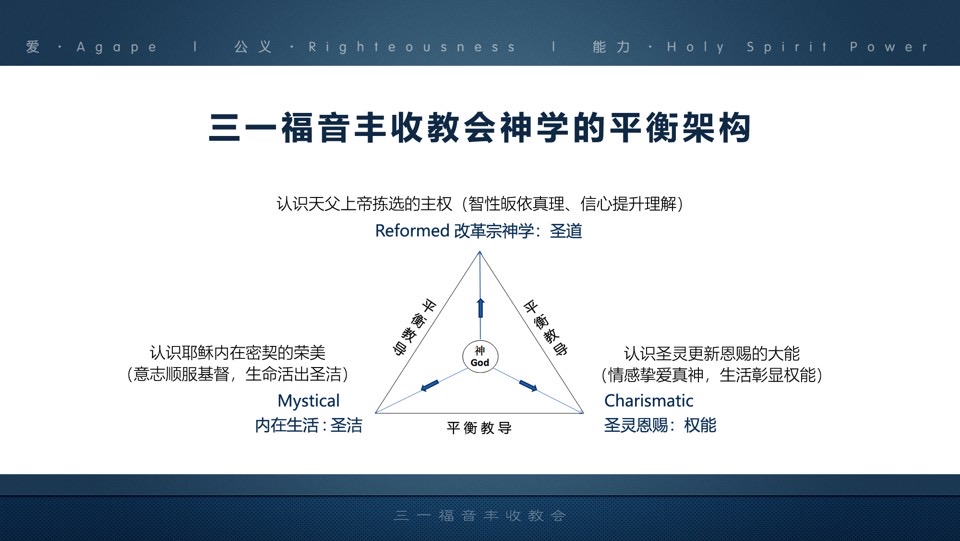 爱·Agape | 公义·Righteousness | 能力·Holy Spirit Power
三一福音丰收教会神学的平衡架构
认识天父上帝拣选的主权（智性皈依真理、信心提升理解）
Reformed 改革宗神学：圣道
平衡教导
平衡教导
神
God
认识耶稣内在密契的荣美
（意志顺服基督，生命活出圣洁）
Mystical
内在生活：圣洁
认识圣灵更新恩赐的大能
（情感挚爱真神，生活彰显权能）
Charismatic
圣灵恩赐：权能
平衡教导
三一福音丰收教会